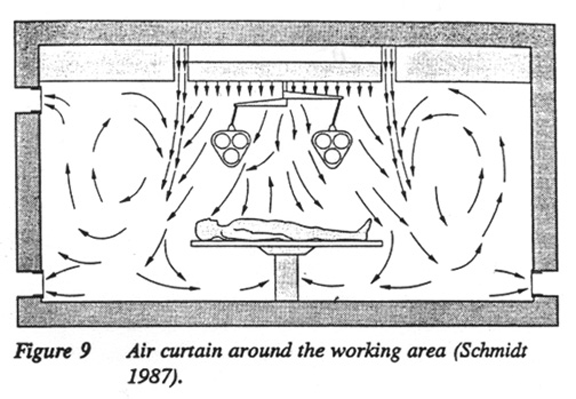 Figure 9 Air curtain around the working area (Schmidt
1987).